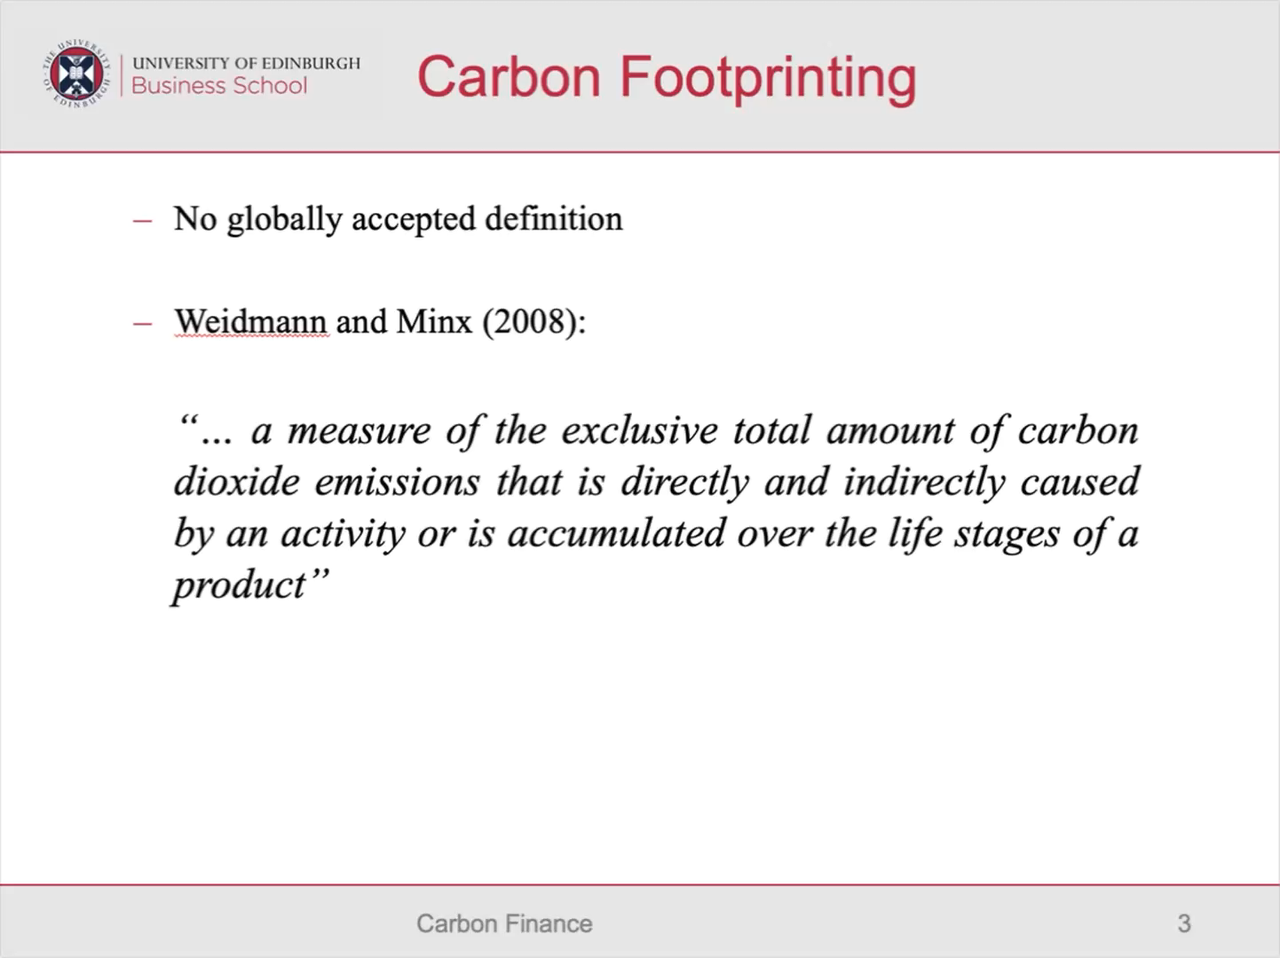 THE UNIVERSITY OF EDINBURGH
UNIVERSITY OF EDINBURGH
Business School
Carbon Footprinting
– No globally accepted definition
– Weidmann and Minx (2008):
“... a measure of the exclusive total amount of carbon
dioxide emissions that is directly and indirectly caused
by an activity or is accumulated over the life stages of a
product”
Carbon Finance
3